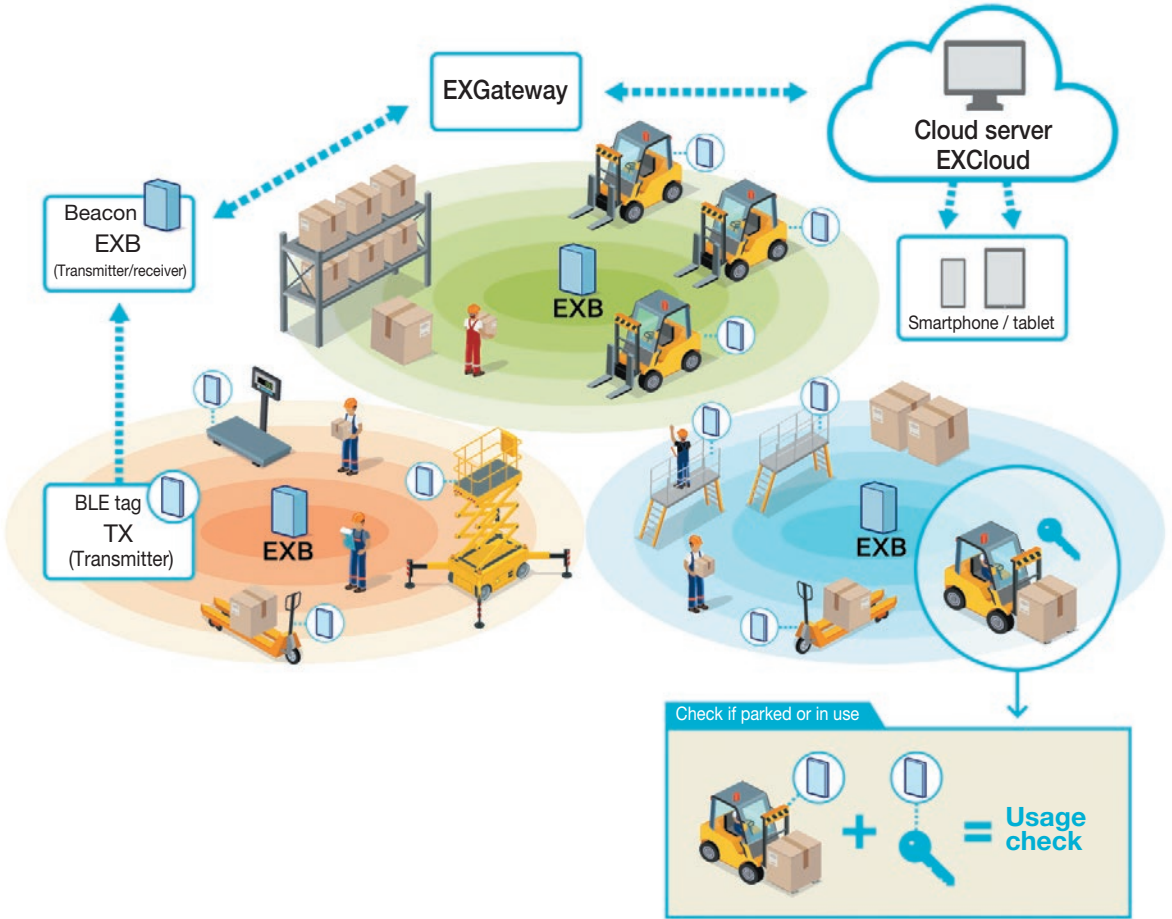 EXGateway
Cloud server
EXCloud
Beacon
EXB
(Transmitter/receiver)
Smartphone / tablet
EXB
BLE tag
TX
(Transmitter)
EXB
EXB
Check if parked or in use
+
=
Usage
check